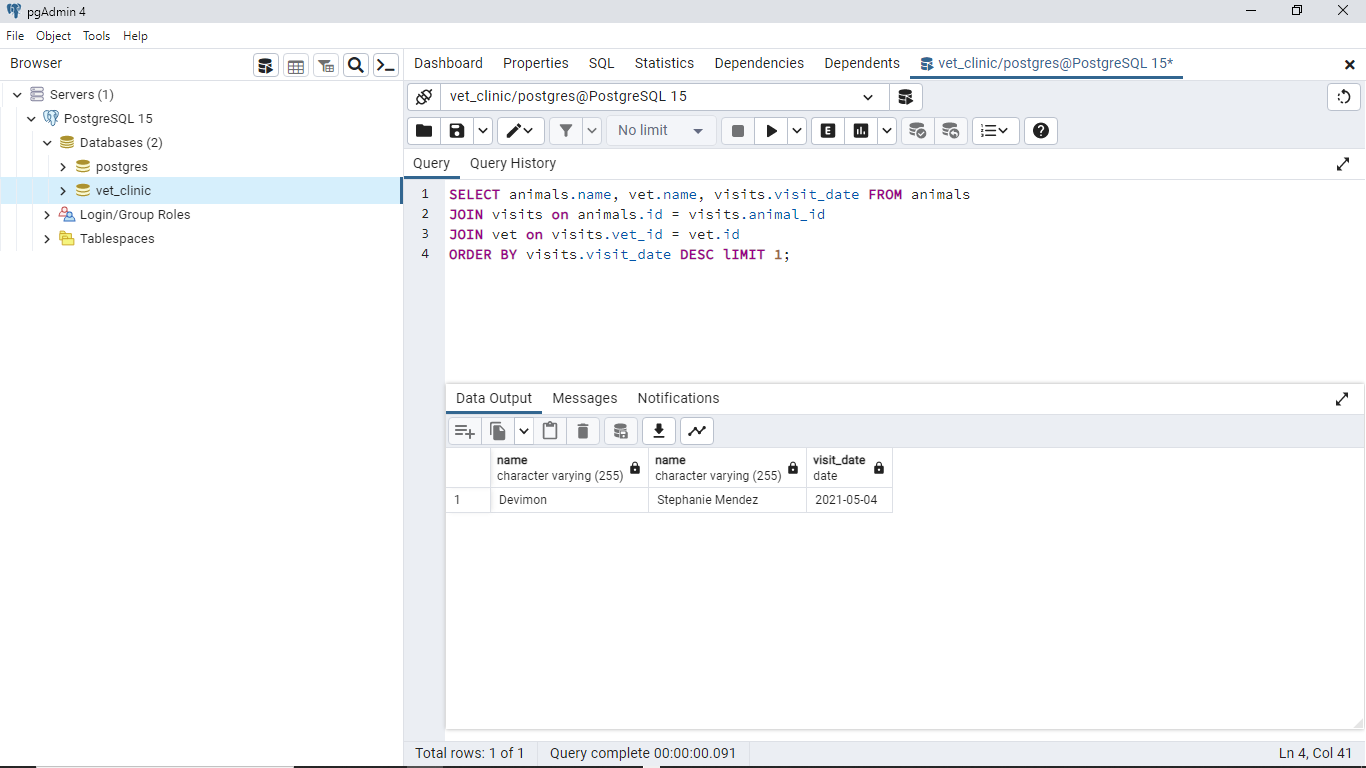 pgAdmin 4
File Object Tools Help
Browser
Servers (1)
PostgreSQL 15
Databases (2)
postgres
vet_clinic
Login/Group Roles
Tablespaces
Dashboard Properties SQL Statistics Dependencies Dependents vet_clinic/postgres@PostgreSQL 15*
vet_clinic/postgres@PostgreSQL 15
No limit
E
Query Query History
1 SELECT animals.name, vet.name, visits.visit_date FROM animals
2 JOIN visits on animals.id = visits.animal_id
3 JOIN vet on visits.vet_id = vet.id
4 ORDER BY visits.visit_date DESC lIMIT 1;
Data Output Messages Notifications
name name visit_date
character varying (255) character varying (255) date
1 Devimon Stephanie Mendez 2021-05-04
Total rows: 1 of 1 Query complete 00:00:00.091 Ln 4, Col 41